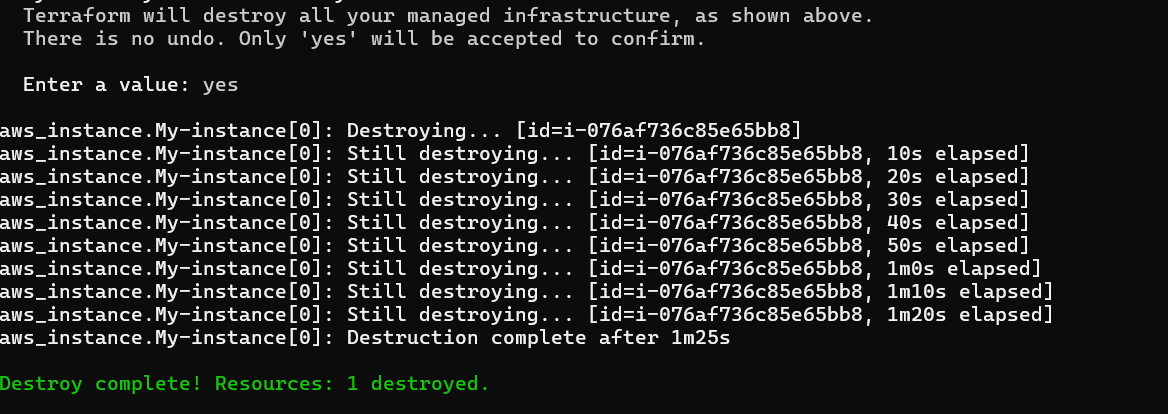 Terraform will destroy all your managed infrastructure, as shown above.
There is no undo. Only 'yes' will be accepted to confirm.
Enter a value: yes
aws_instance.My-instance[0]: Destroying... [id=i-076af736c85e65bb8]
aws_instance.My-instance[0]: Still destroying... [id=i-076af736c85e65bb8, 10s elapsed]
aws_instance.My-instance[0]: Still destroying... [id=i-076af736c85e65bb8, 20s elapsed]
aws_instance.My-instance[0]: Still destroying... [id=i-076af736c85e65bb8, 30s elapsed]
aws_instance.My-instance[0]: Still destroying... [id=i-076af736c85e65bb8, 40s elapsed]
aws_instance.My-instance[0]: Still destroying... [id=i-076af736c85e65bb8, 50s elapsed]
aws_instance.My-instance[0]: Still destroying... [id=i-076af736c85e65bb8, 1m0s elapsed]
aws_instance.My-instance[0]: Still destroying... [id=i-076af736c85e65bb8, 1m10s elapsed]
aws_instance.My-instance[0]: Still destroying... [id=i-076af736c85e65bb8, 1m20s elapsed]
aws_instance.My-instance[0]: Destruction complete after 1m25s
Destroy complete! Resources: 1 destroyed.